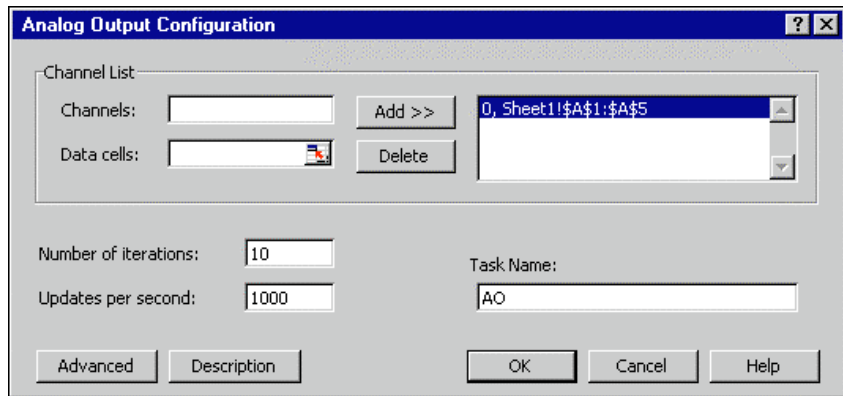 Analog Output Configuration
Channel List
Channels:
Add >>
0, Sheet1!$A$1:$A$5
Data cells:
Delete
Number of iterations:
10
Task Name:
Updates per second:
1000
AO
Advanced
Description
OK
Cancel
Help